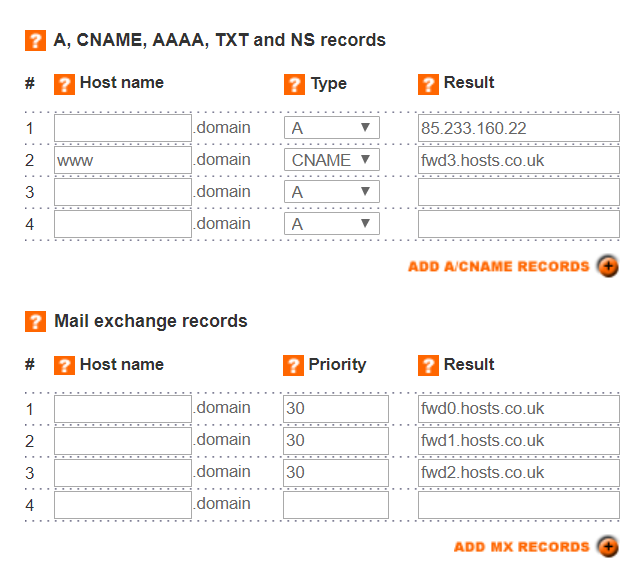 ? A, CNAME, AAAA, TXT and NS records
# ? Host name ? Type ? Result
1 .domain A 85.233.160.22
2 www .domain CNAME fwd3.hosts.co.uk
3 .domain A
4 .domain A
ADD A/CNAME RECORDS +
? Mail exchange records
# ? Host name ? Priority ? Result
1 .domain 30 fwd0.hosts.co.uk
2 .domain 30 fwd1.hosts.co.uk
3 .domain 30 fwd2.hosts.co.uk
4 .domain
ADD MX RECORDS +